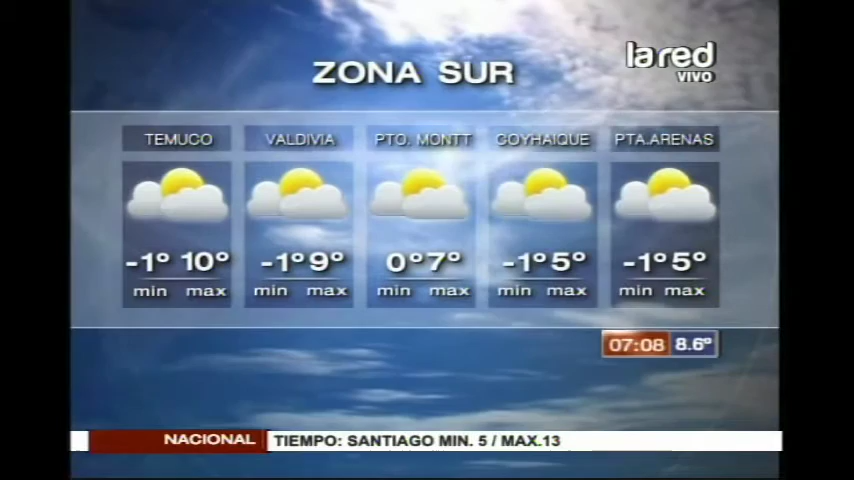 ZONA SUR
la red
VIVO
TEMUCO VALDIVIA PTO. MONTT COYHAIQUE PTA.ARENAS
-1° 10° -1° 9° 0° 7° -1° 5° -1° 5°
min max min max min max min max min max
07:08 8.6°
NACIONAL TIEMPO: SANTIAGO MIN. 5 / MAX.13